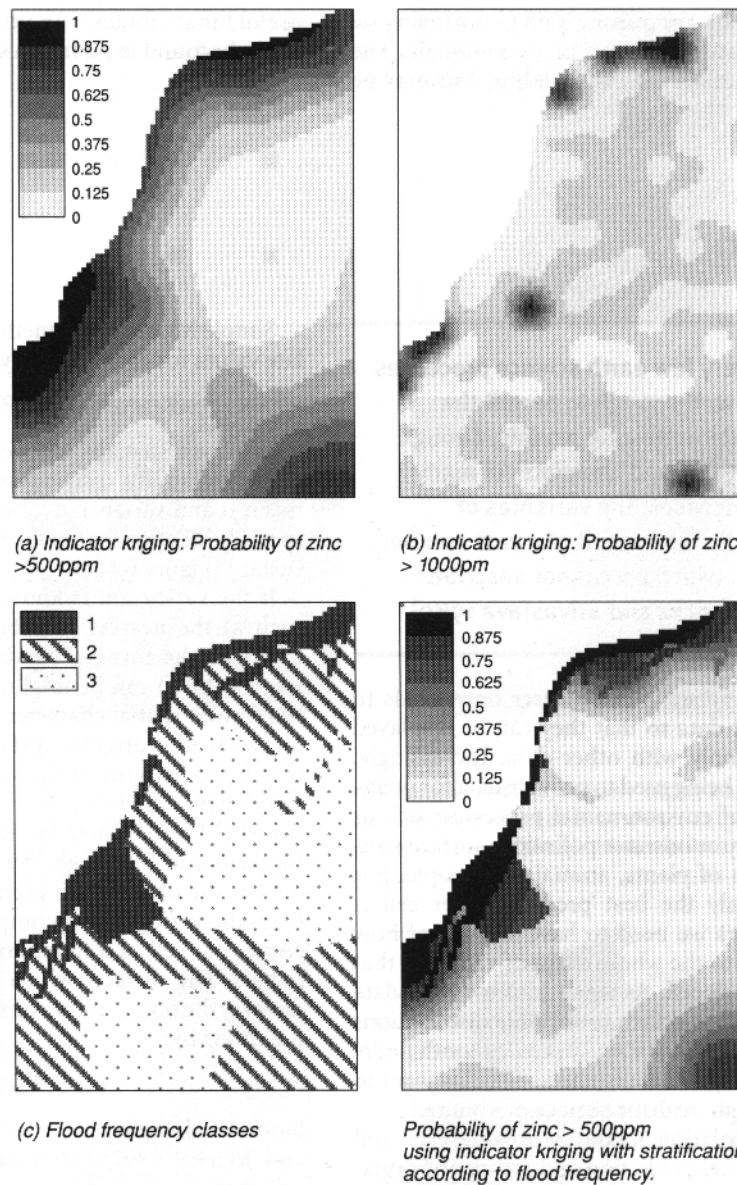 1
0.875
0.75
0.625
0.5
0.375
0.25
0.125
0
(a) Indicator kriging: Probability of zinc
>500ppm
(b) Indicator kriging: Probability of zinc
> 1000pm
1
2
3
(c) Flood frequency classes
1
0.875
0.75
0.625
0.5
0.375
0.25
0.125
0
Probability of zinc > 500ppm
using indicator kriging with stratification
according to flood frequency.